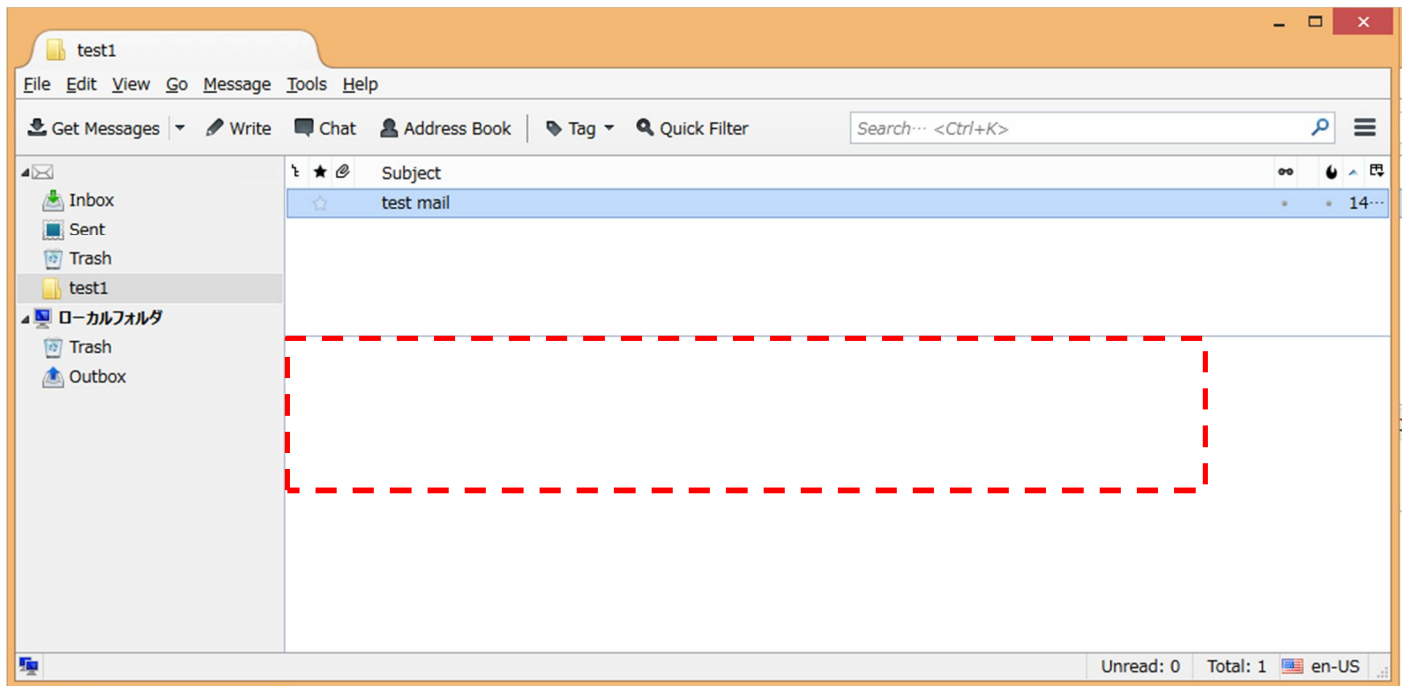 test1
File Edit View Go Message Tools Help
Get Messages Write Chat Address Book Tag Quick Filter Search… <Ctrl+K>
Subject
Inbox
test mail 14…
Sent
Trash
test1
ローカルフォルダ
Trash
Outbox
Unread: 0 Total: 1 en-US